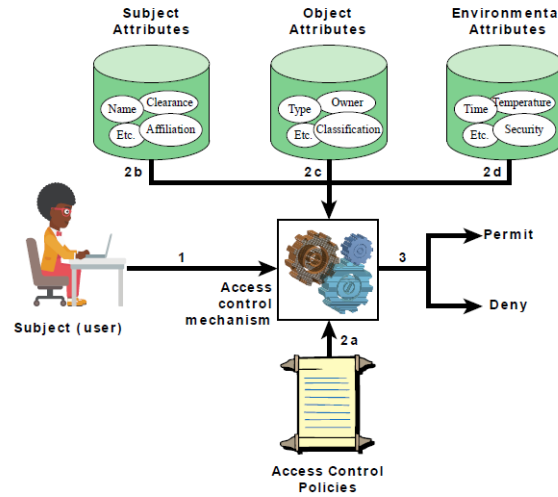 Subject
Attributes
Object
Attributes
Environmenta
Attributes
Name
Clearance
Etc.
Affiliation
Type
Owner
Etc.
Classification
Time
Temperature
Etc.
Security
2b
2c
2d
1
3
Permit
Deny
Access
control
mechanism
Subject (user)
2a
Access Control
Policies